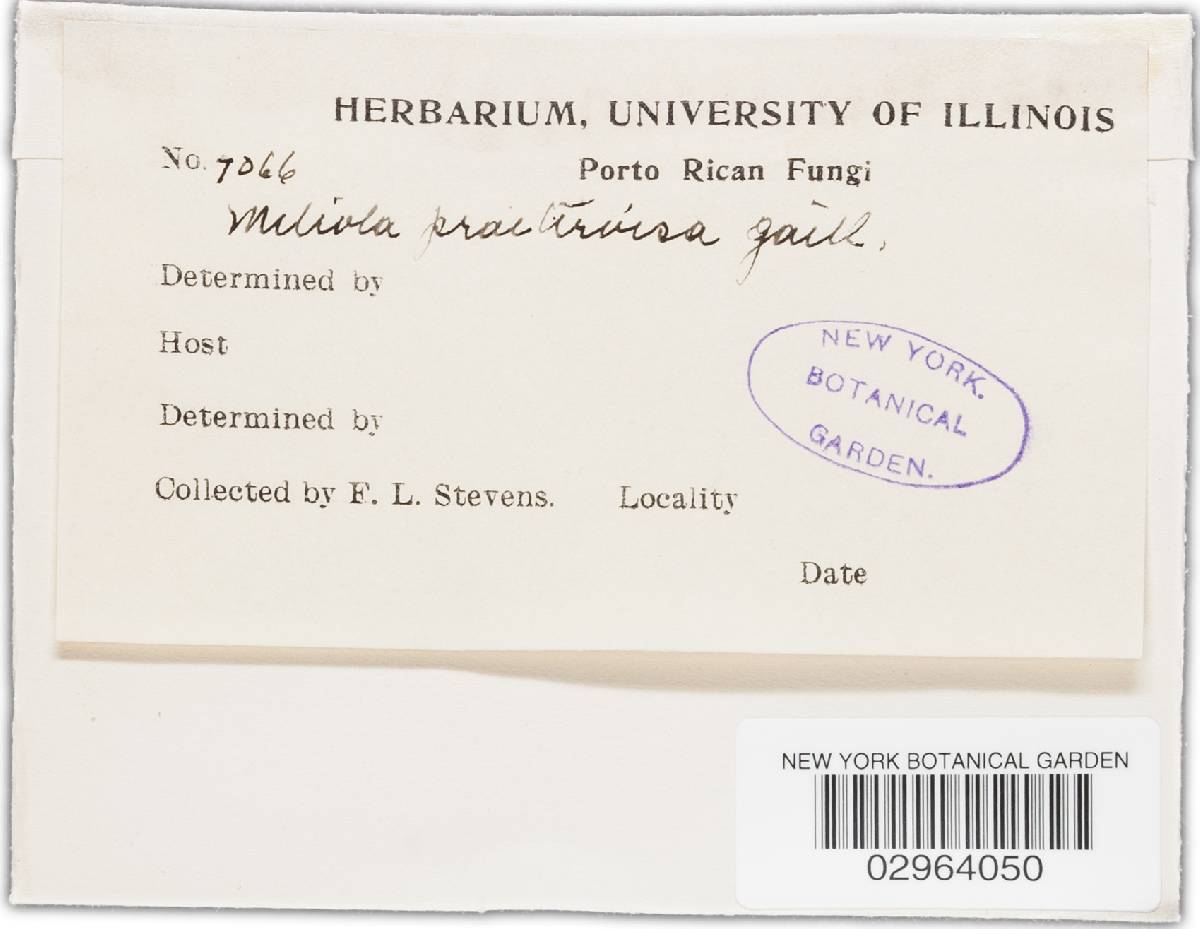 HERBARIUM, UNIVERSITY OF ILLINOIS
No. 7066 Porto Rican Fungi
Meliola praetervisa Gaill.
Determined by
Host
Determined by
Collected by F. L. Stevens. Locality
Date
NEW YORK.
BOTANICAL
GARDEN.
NEW YORK BOTANICAL GARDEN
02964050